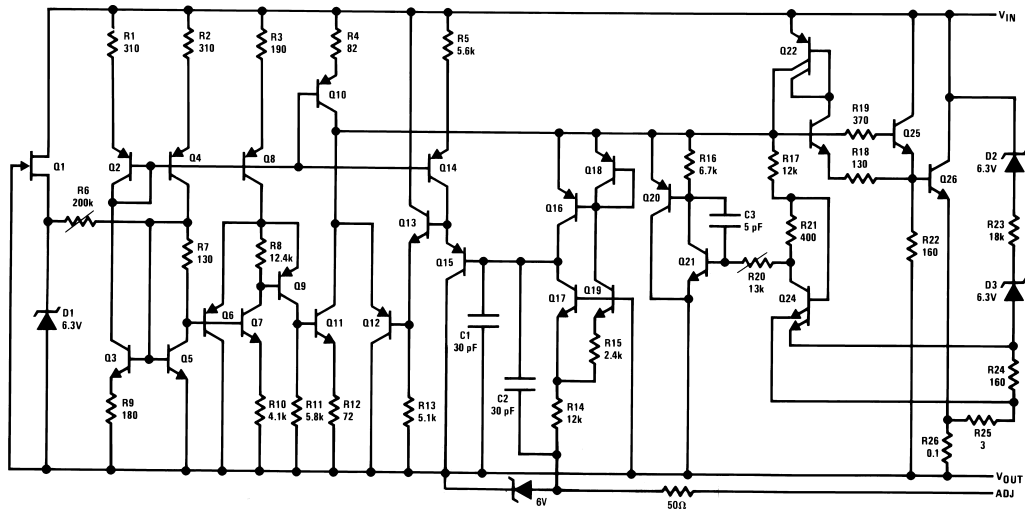 V_IN
R1 310
R2 310
R3 190
R4 82
R5 5.6k
Q22
Q10
R19 370
Q25
R18 130
Q1
Q2
Q4
Q8
Q14
Q18
R16 6.7k
R17 12k
Q26
D2 6.3V
R6 200k
Q13
Q16
Q20
C3 5 pF
R21 400
R23 18k
R7 130
R8 12.4k
Q9
Q15
Q21
R20 13k
R22 160
D1 6.3V
Q6
Q7
Q11
Q12
Q17
Q19
Q24
D3 6.3V
Q3
Q5
C1 30 pF
R15 2.4k
R24 160
R9 180
R10 4.1k
R11 5.8k
R12 72
R13 5.1k
C2 30 pF
R14 12k
R26 0.1
R25 3
V_OUT
6V
50Ω
ADJ